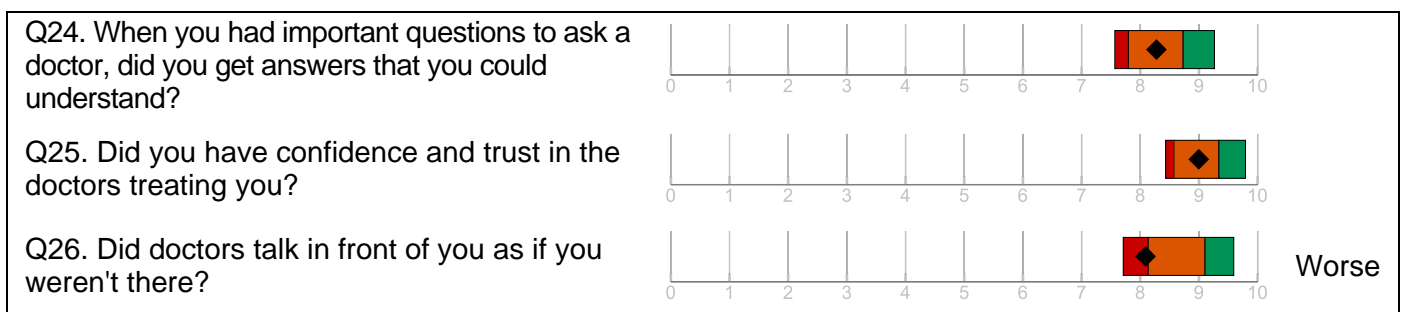 Q24. When you had important questions to ask a
doctor, did you get answers that you could
understand?
0 1 2 3 4 5 6 7 8 9 10
Q25. Did you have confidence and trust in the
doctors treating you?
0 1 2 3 4 5 6 7 8 9 10
Q26. Did doctors talk in front of you as if you
weren't there?
Worse
0 1 2 3 4 5 6 7 8 9 10